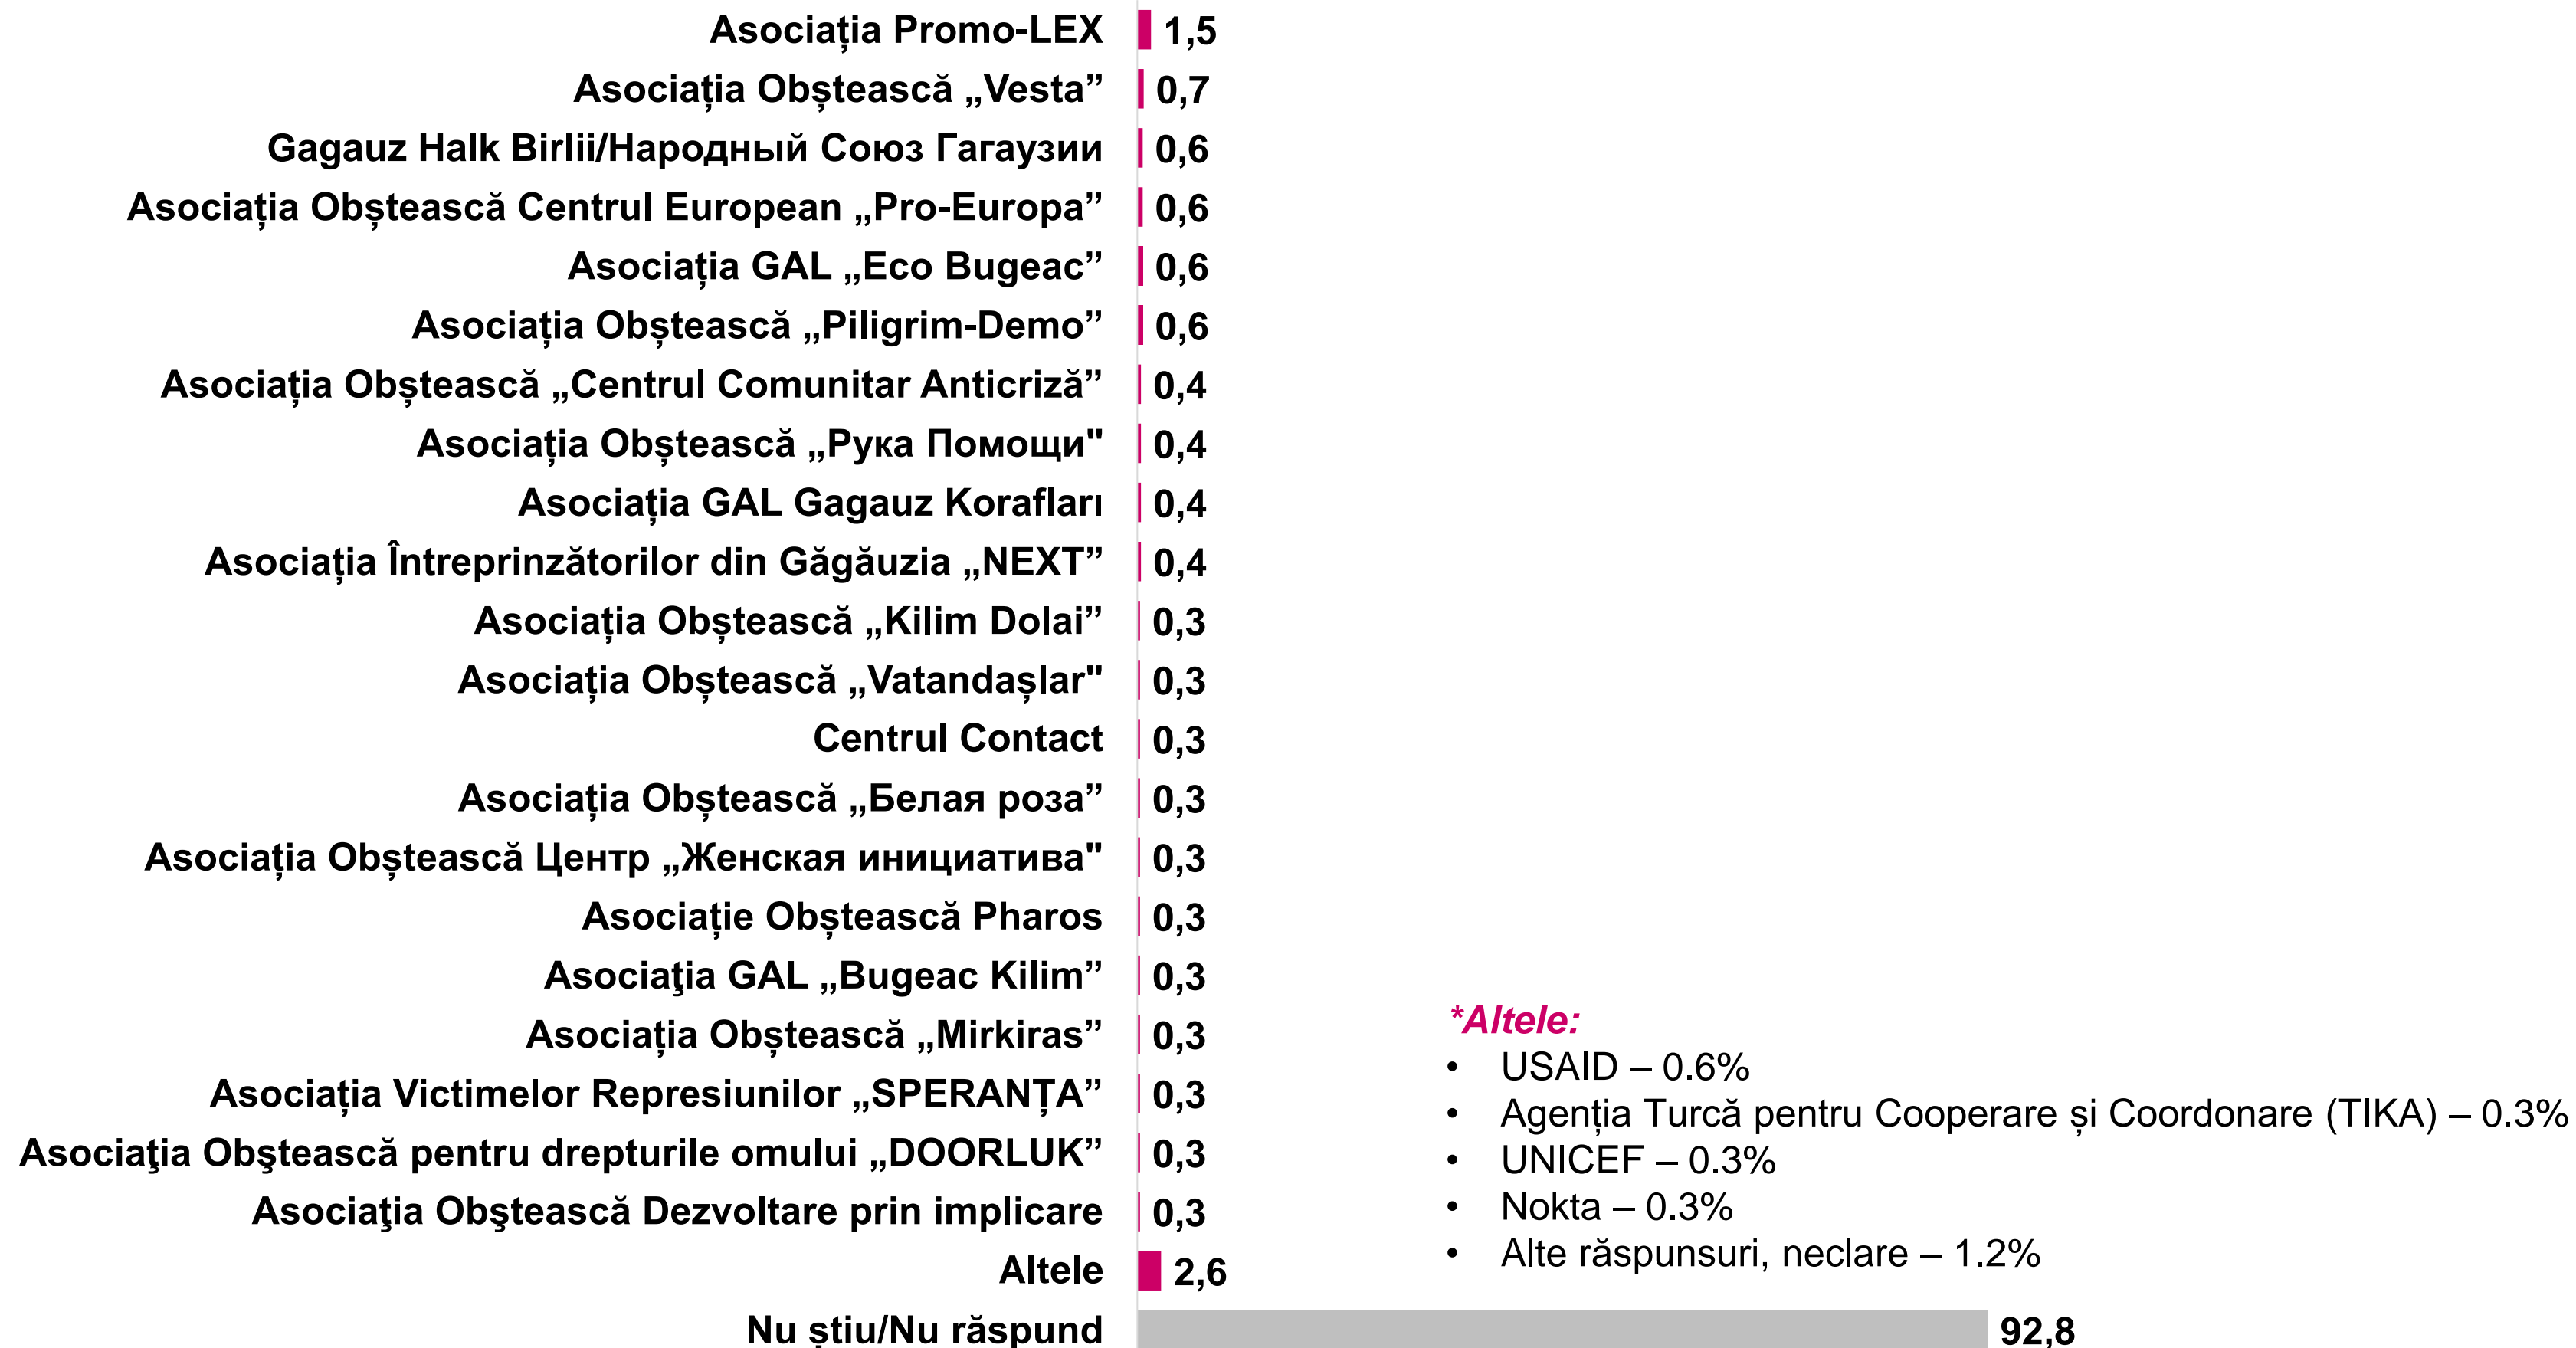 Asociația Promo-LEX 1,5
Asociația Obștească „Vesta” 0,7
Gagauz Halk Birlii/Народный Союз Гагаузии 0,6
Asociația Obștească Centrul European „Pro-Europa” 0,6
Asociația GAL „Eco Bugeac” 0,6
Asociația Obștească „Piligrim-Demo” 0,6
Asociația Obștească „Centrul Comunitar Anticriză” 0,4
Asociația Obștească „Рука Помощи" 0,4
Asociația GAL Gagauz Korafları 0,4
Asociația Întreprinzătorilor din Găgăuzia „NEXT” 0,4
Asociația Obștească „Kilim Dolai” 0,3
Asociația Obștească „Vatandașlar" 0,3
Centrul Contact 0,3
Asociația Obștească „Белая роза” 0,3
Asociația Obștească Центр „Женская инициатива" 0,3
Asociație Obștească Pharos 0,3
Asociaţia GAL „Bugeac Kilim” 0,3
Asociația Obștească „Mirkiras” 0,3
Asociația Victimelor Represiunilor „SPERANȚA” 0,3
Asociaţia Obştească pentru drepturile omului „DOORLUK” 0,3
Asociaţia Obştească Dezvoltare prin implicare 0,3
Altele 2,6
Nu știu/Nu răspund 92,8
*Altele:
• USAID – 0.6%
• Agenția Turcă pentru Cooperare și Coordonare (TIKA) – 0.3%
• UNICEF – 0.3%
• Nokta – 0.3%
• Alte răspunsuri, neclare – 1.2%